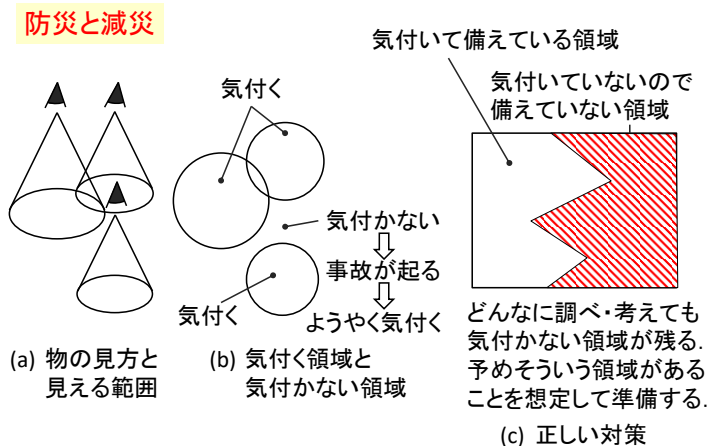 防災と減災
(a) 物の見方と
見える範囲
気付く
気付かない
事故が起る
ようやく気付く
気付く
(b) 気付く領域と
気付かない領域
気付いて備えている領域
気付いていないので
備えていない領域
どんなに調べ・考えても
気付かない領域が残る.
予めそういう領域がある
ことを想定して準備する.
(c) 正しい対策